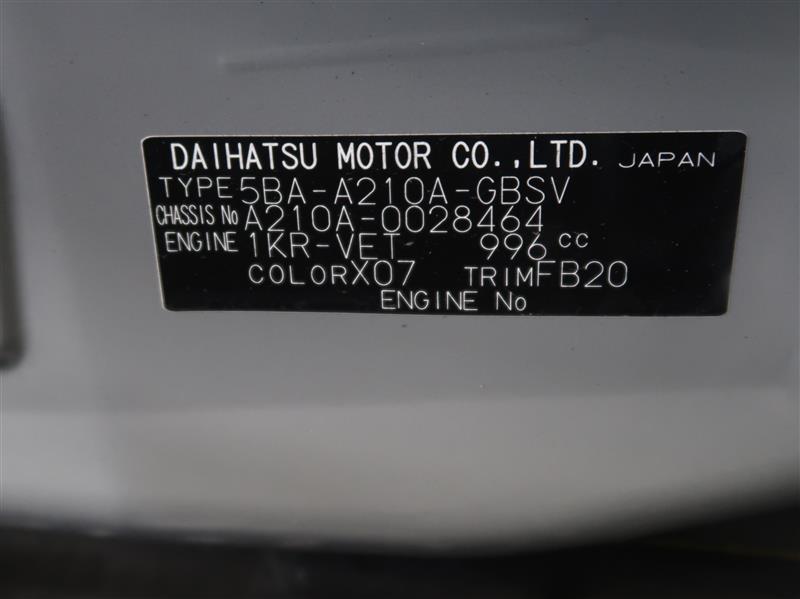 DAIHATSU MOTOR CO.,LTD. JAPAN
TYPE 5BA-A210A-GBSV
CHASSIS No A210A-0028464
ENGINE 1KR-VET 996 cc
COLOR X07 TRIM FB20
ENGINE No